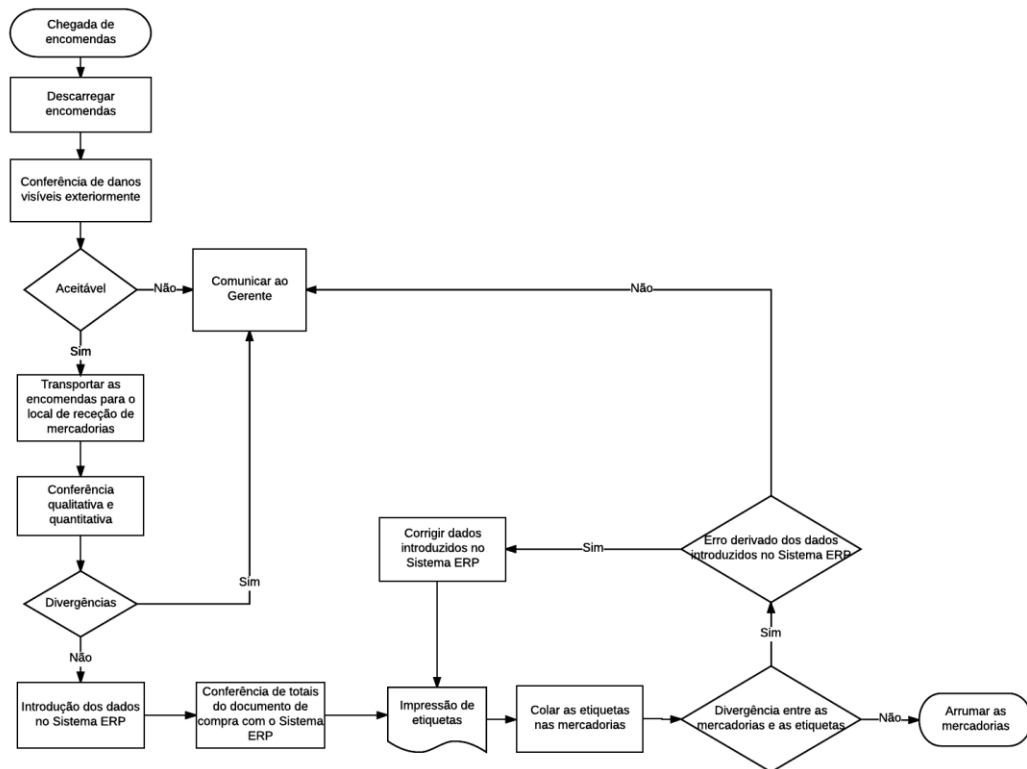 Chegada de
encomendas
Descarregar
encomendas
Conferência de danos
visíveis exteriormente
Aceitável
Não
Comunicar ao
Gerente
Não
Sim
Transportar as
encomendas para o
local de receção de
mercadorias
Conferência
qualitativa e
quantitativa
Divergências
Sim
Não
Introdução dos dados
no Sistema ERP
Conferência de totais
do documento de
compra com o Sistema
ERP
Impressão de
etiquetas
Colar as etiquetas
nas mercadorias
Divergência entre as
mercadorias e as etiquetas
Não
Arrumar as
mercadorias
Sim
Erro derivado dos dados
introduzidos no Sistema ERP
Sim
Corrigir dados
introduzidos no
Sistema ERP